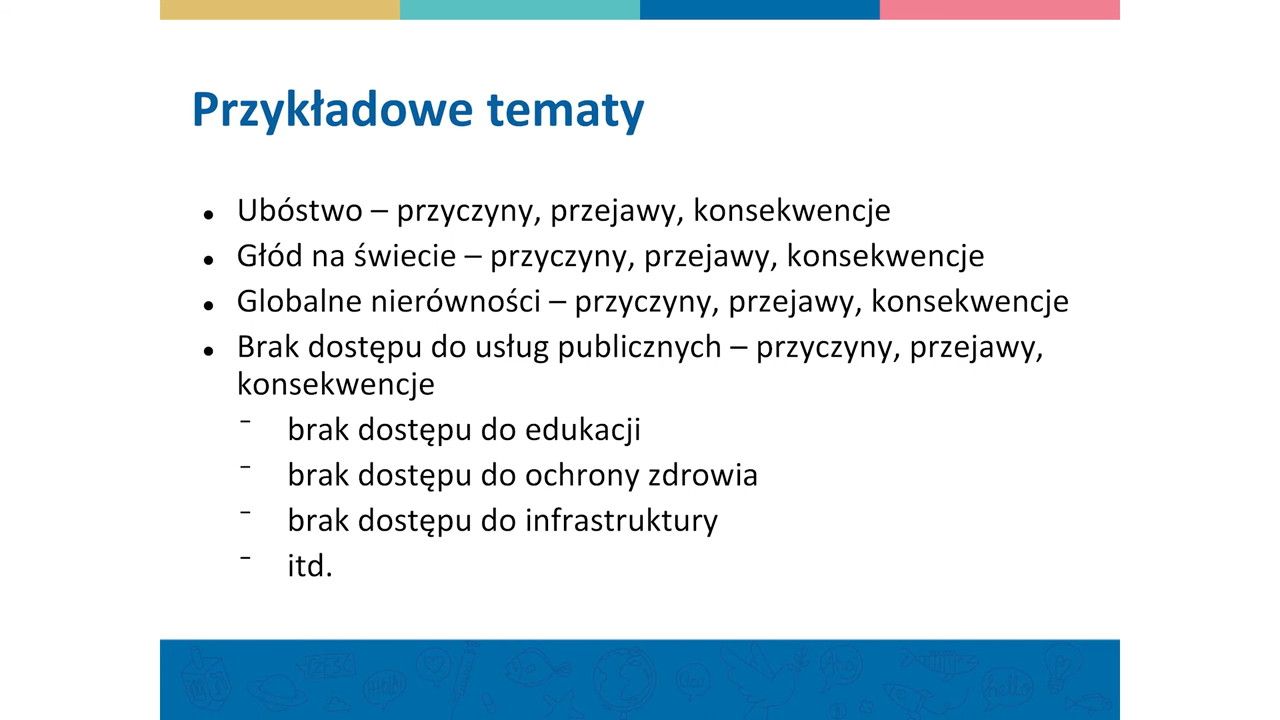 Przykładowe tematy
● Ubóstwo – przyczyny, przejawy, konsekwencje
● Głód na świecie – przyczyny, przejawy, konsekwencje
● Globalne nierówności – przyczyny, przejawy, konsekwencje
● Brak dostępu do usług publicznych – przyczyny, przejawy,
konsekwencje
– brak dostępu do edukacji
– brak dostępu do ochrony zdrowia
– brak dostępu do infrastruktury
– itd.